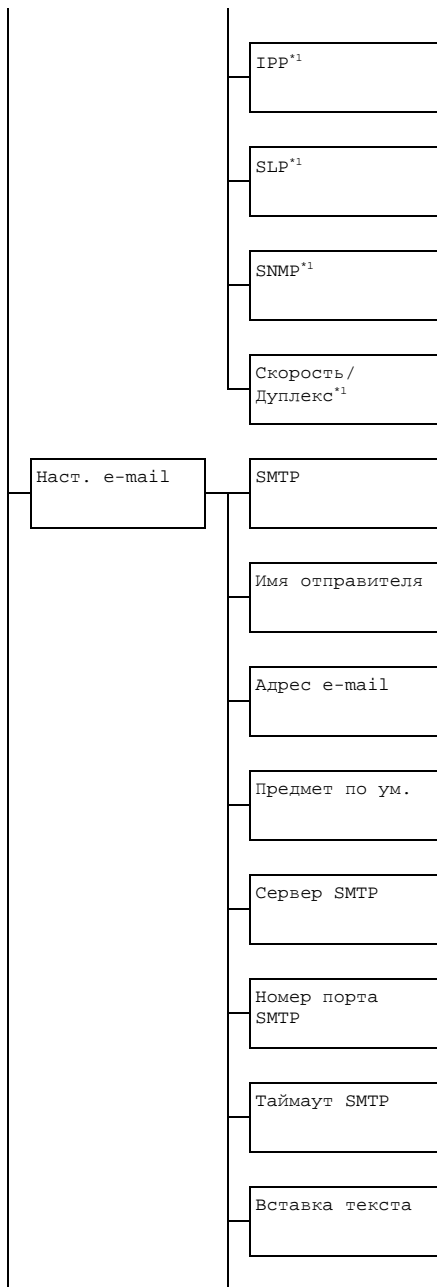 IPP*1
SLP*1
SNMP*1
Скорость/
Дуплекс*1
Наст. e-mail
SMTP
Имя отправителя
Адрес e-mail
Предмет по ум.
Сервер SMTP
Номер порта
SMTP
Таймаут SMTP
Вставка текста